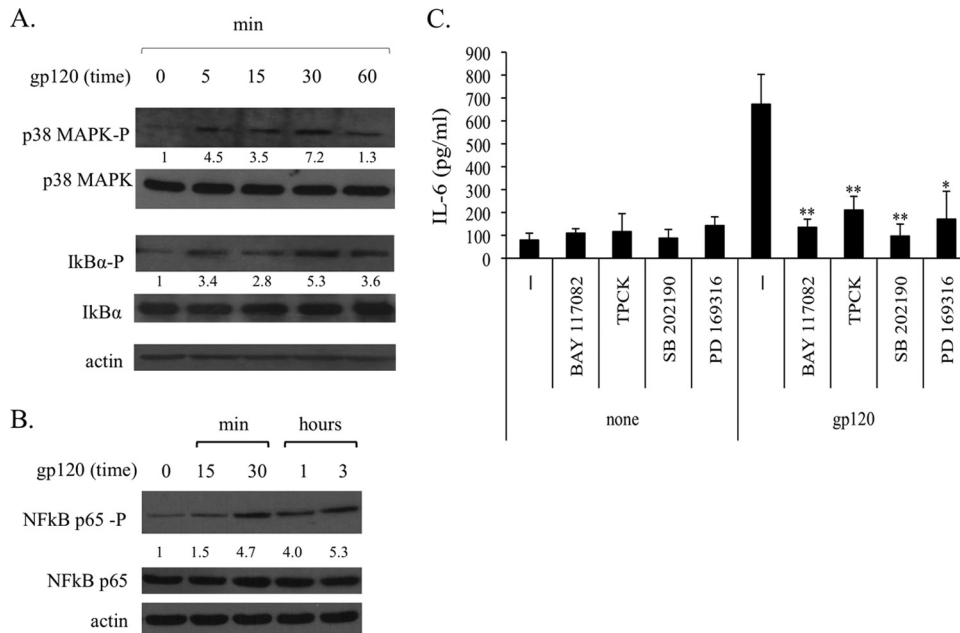 A.
min
gp120 (time) 0 5 15 30 60
p38 MAPK-P
1 4.5 3.5 7.2 1.3
p38 MAPK
IkBα-P
1 3.4 2.8 5.3 3.6
IkBα
actin
B.
min hours
gp120 (time) 0 15 30 1 3
NFkB p65 -P
1 1.5 4.7 4.0 5.3
NFkB p65
actin
C.
IL-6 (pg/ml)
900
800
700
600
500
400
300
200
100
0
** ** ** *
– BAY 117082 TPCK SB 202190 PD 169316 – BAY 117082 TPCK SB 202190 PD 169316
none gp120